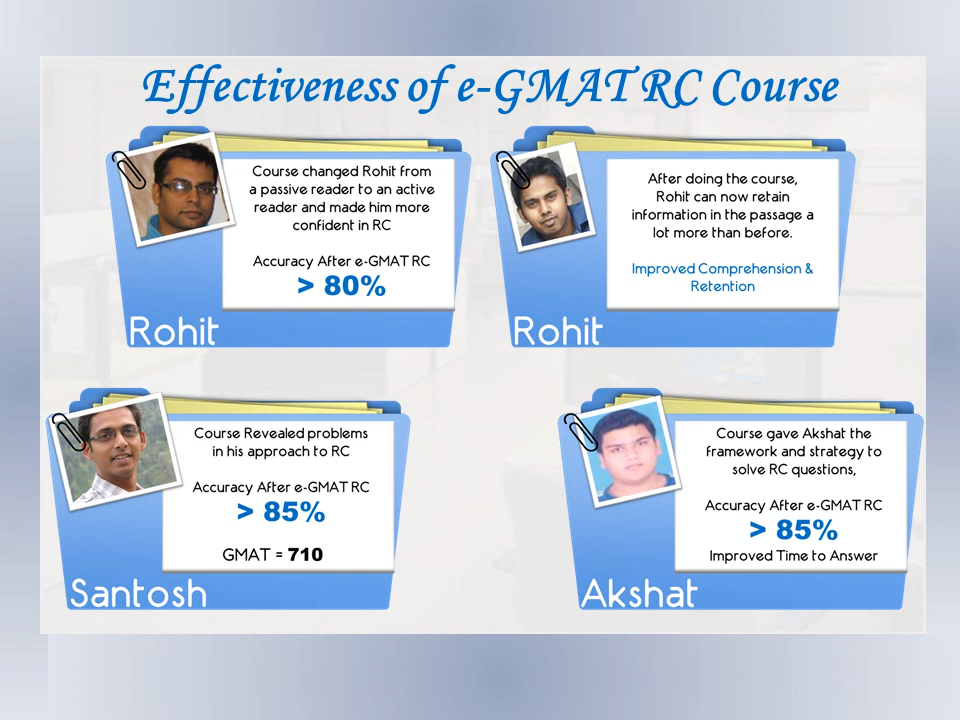 Effectiveness of e-GMAT RC Course
Course changed Rohit from
a passive reader to an active
reader and made him more
confident in RC
Accuracy After e-GMAT RC
> 80%
Rohit
After doing the course,
Rohit can now retain
information in the passage a
lot more than before.
Improved Comprehension &
Retention
Rohit
Course Revealed problems
in his approach to RC
Accuracy After e-GMAT RC
> 85%
GMAT = 710
Santosh
Course gave Akshat the
framework and strategy to
solve RC questions,
Accuracy After e-GMAT RC
> 85%
Improved Time to Answer
Akshat